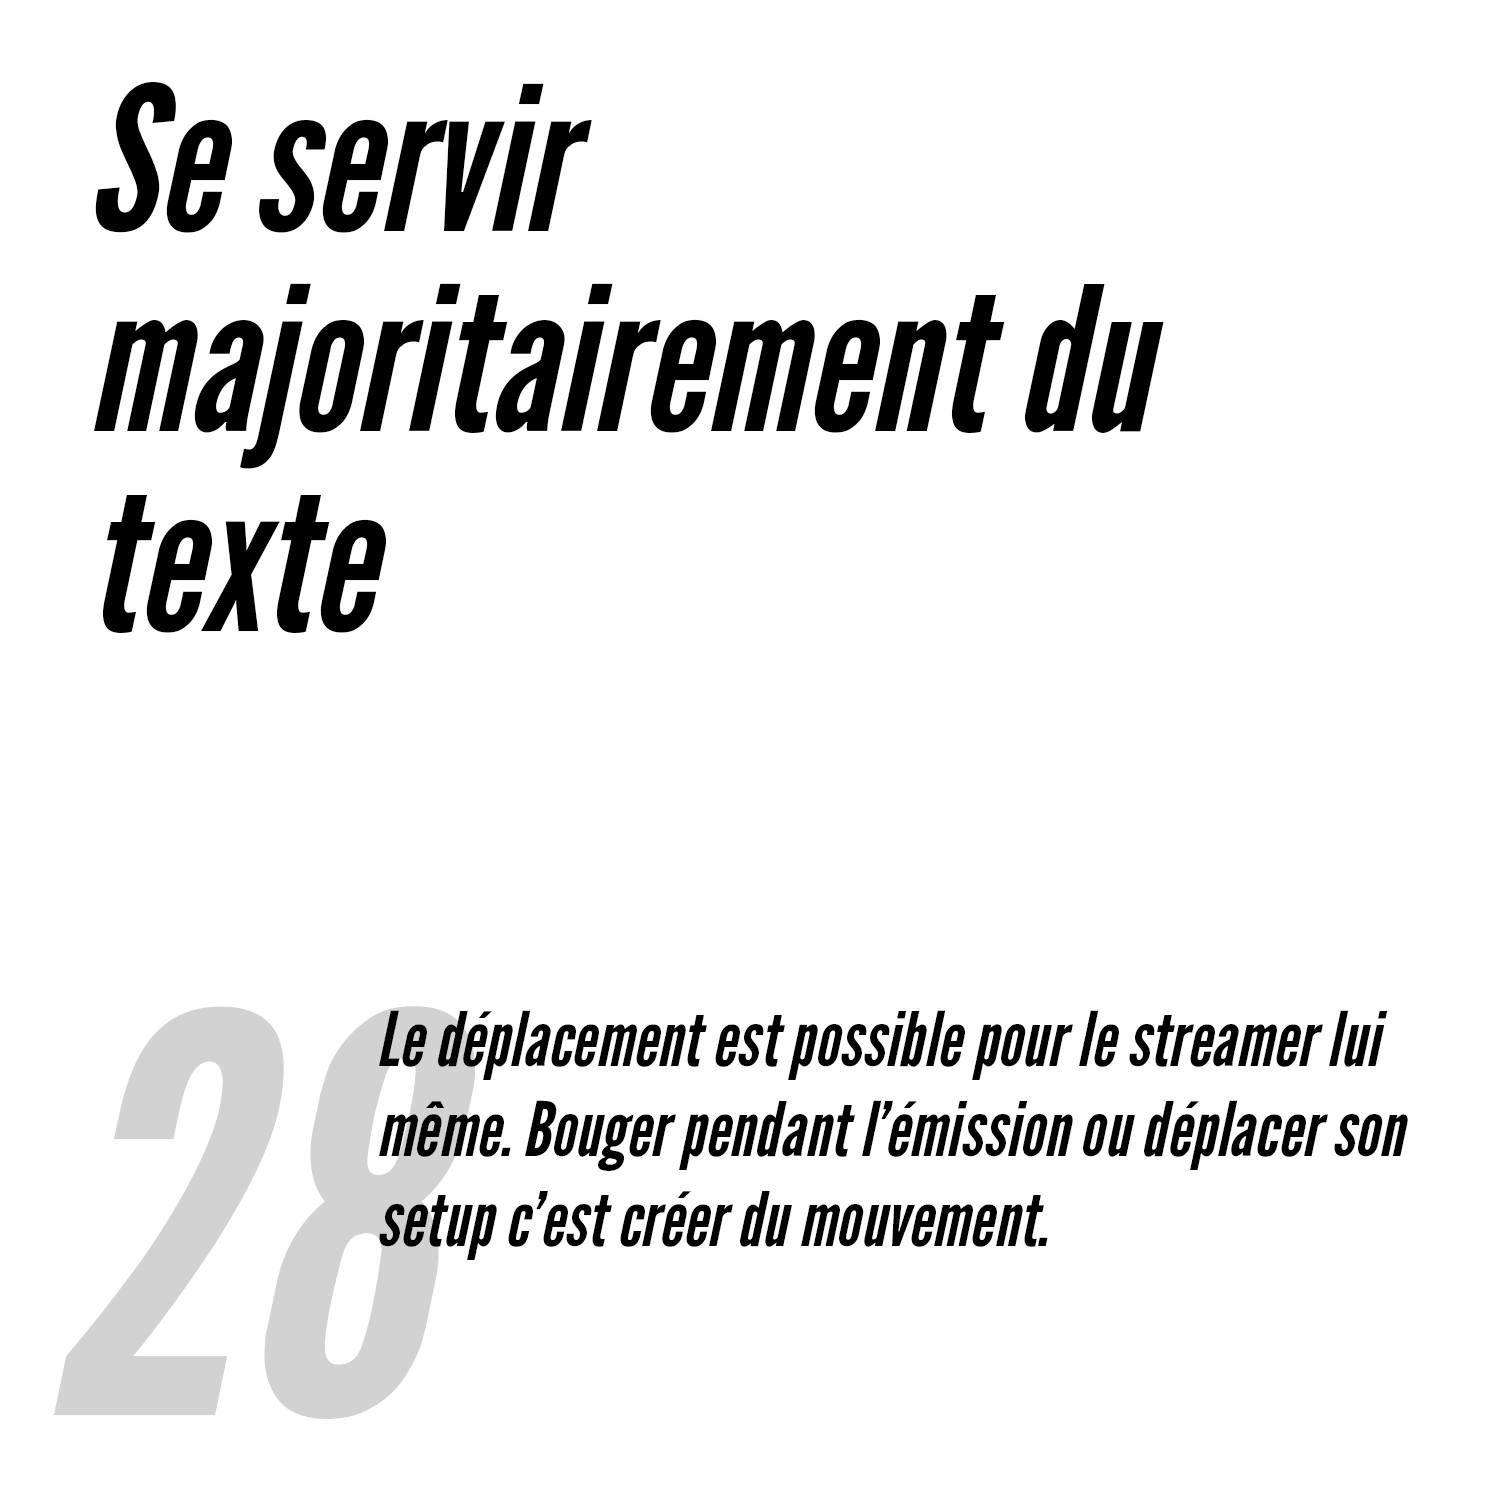 Se servir
majoritairement du
texte
28
Le déplacement est possible pour le streamer lui
même. Bouger pendant l’émission ou déplacer son
setup c’est créer du mouvement.